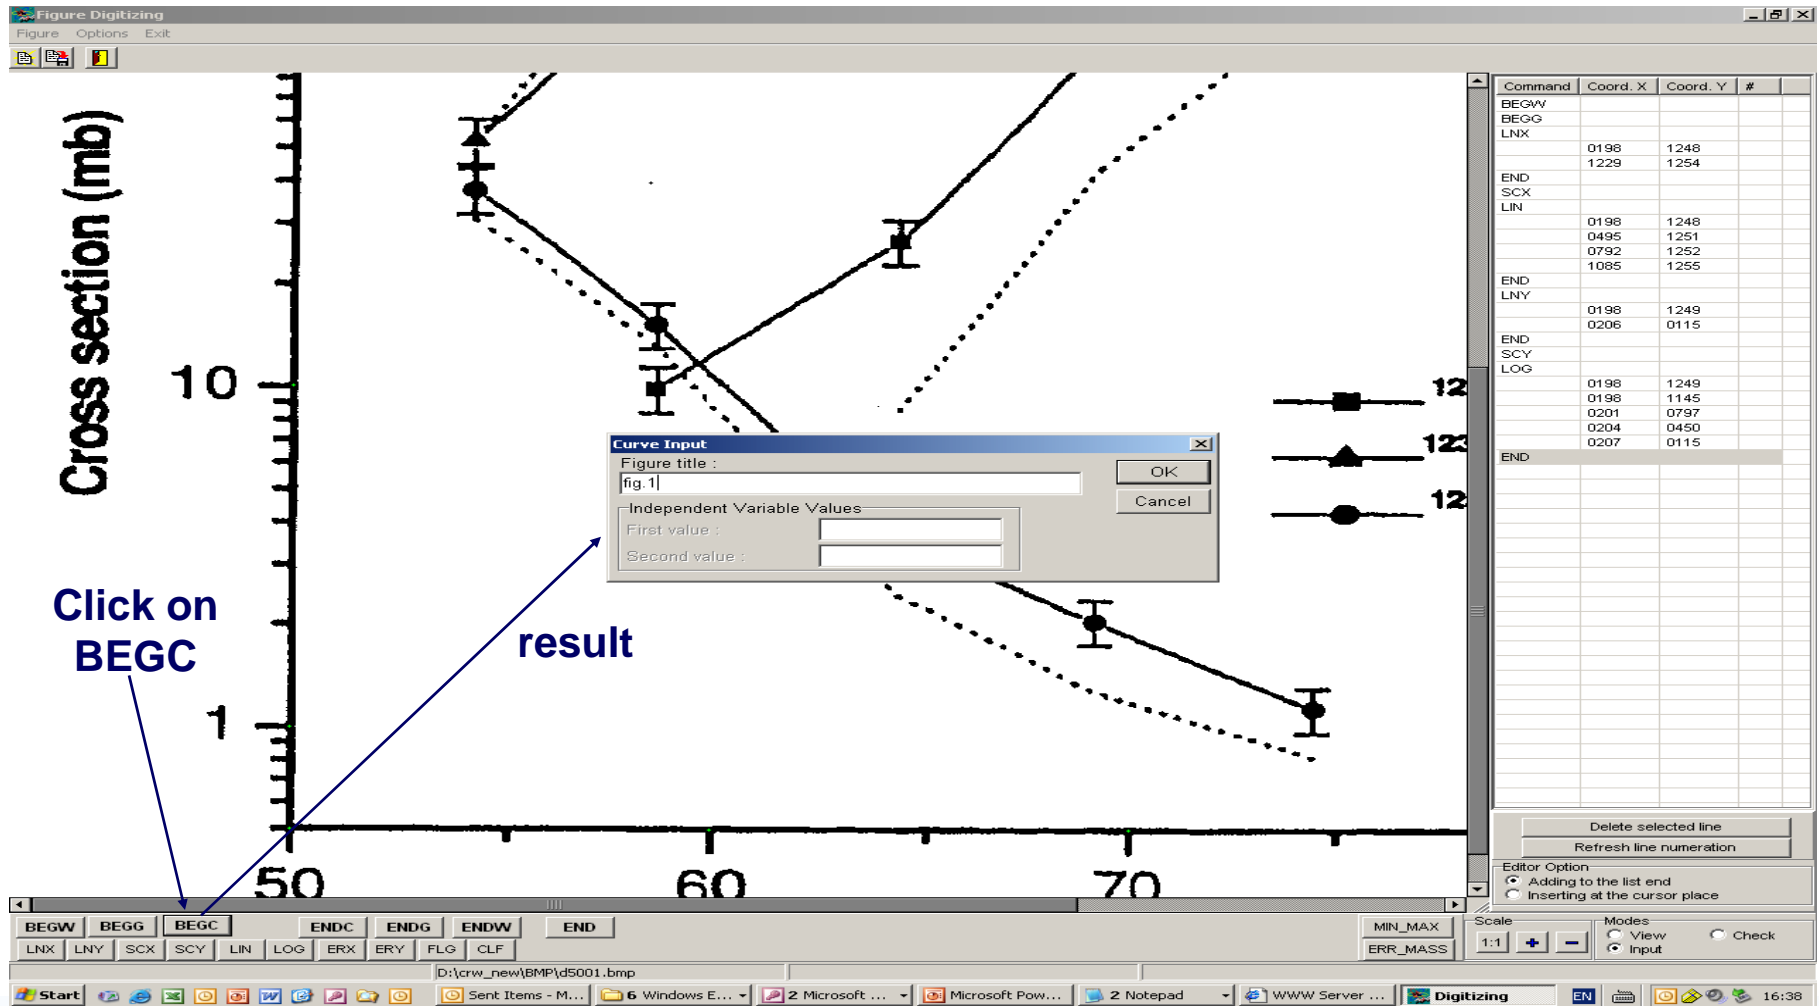 Figure Digitizing
Figure Options Exit
Cross section (mb)
10
1
50 60 70
12
123
12
Click on
BEGC
result
Curve Input
Figure title :
fig.1
OK
Cancel
Independent Variable Values
First value :
Second value :
Command Coord. X Coord. Y #
BEGW
BEGG
LNX
0198 1248
1229 1254
END
SCX
LIN
0198 1248
0495 1251
0792 1252
1085 1255
END
LNY
0198 1249
0206 0115
END
SCY
LOG
0198 1249
0198 1145
0201 0797
0204 0450
0207 0115
END
Delete selected line
Refresh line numeration
Editor Option
Adding to the list end
Inserting at the cursor place
BEGW BEGG BEGC ENDC ENDG ENDW END
LNX LNY SCX SCY LIN LOG ERX ERY FLG CLF
MIN_MAX
ERR_MASS
Scale
1:1 + −
Modes
View Check
Input
D:\crw_new\BMP\d5001.bmp
Start Sent Items - M... 6 Windows E... 2 Microsoft ... Microsoft Pow... 2 Notepad WWW Server ... Digitizing EN 16:38